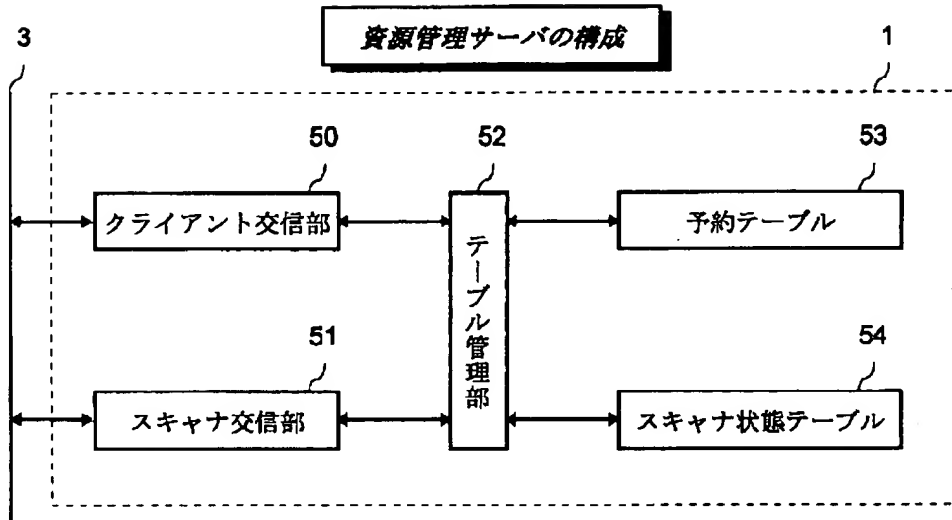 資源管理サーバの構成
3
1
50
52
53
クライアント交信部
テーブル管理部
予約テーブル
51
54
スキャナ交信部
スキャナ状態テーブル